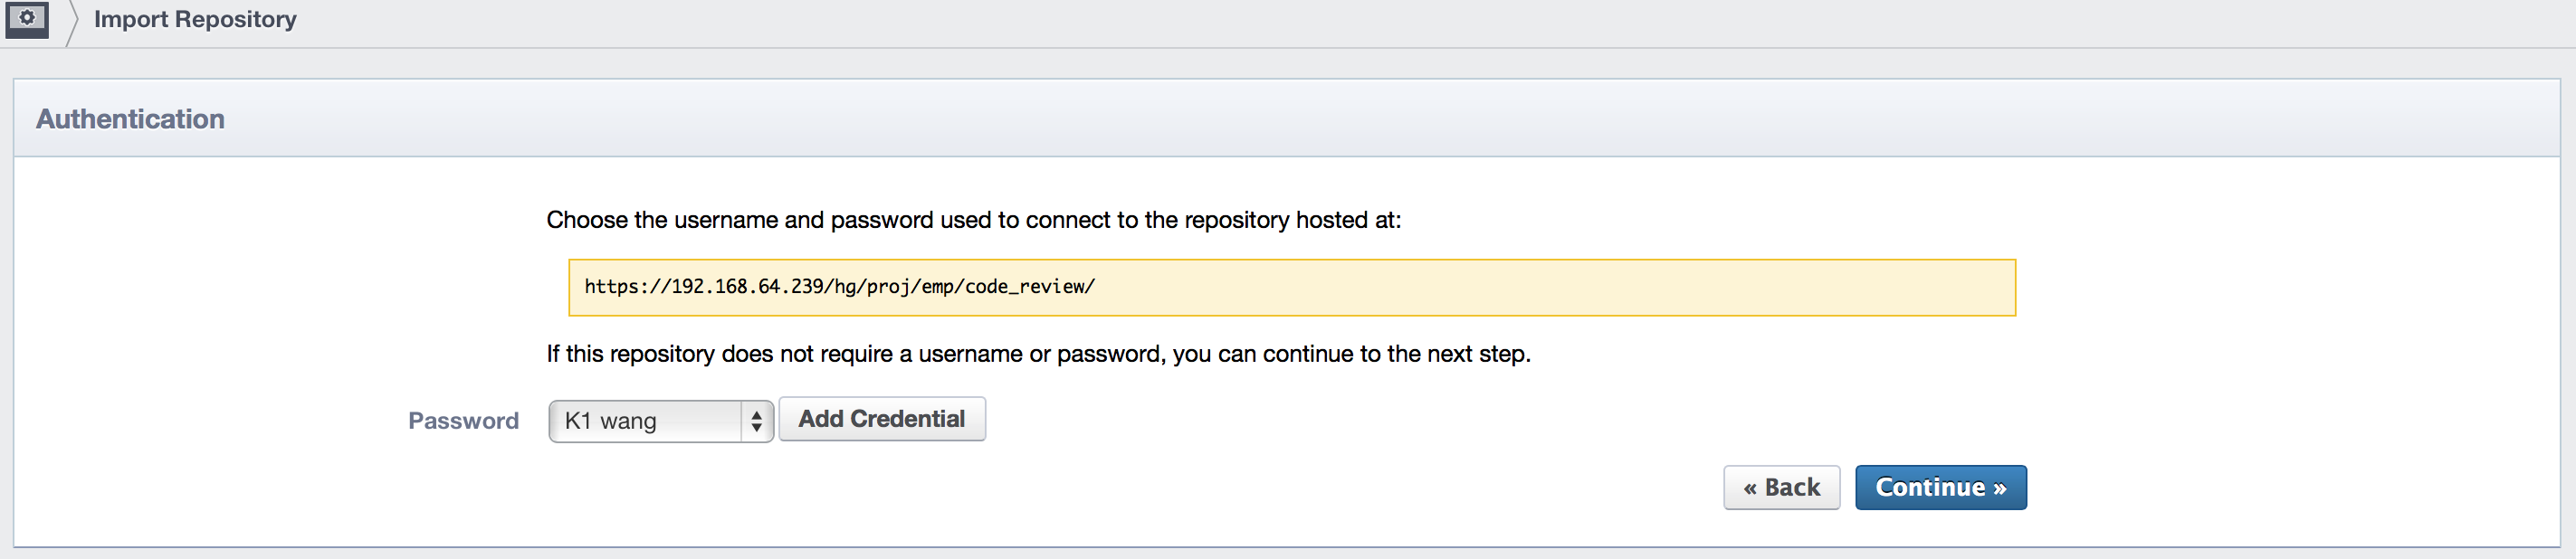 Import Repository
Authentication
Choose the username and password used to connect to the repository hosted at:
https://192.168.64.239/hg/proj/emp/code_review/
If this repository does not require a username or password, you can continue to the next step.
Password K1 wang Add Credential
« Back Continue »